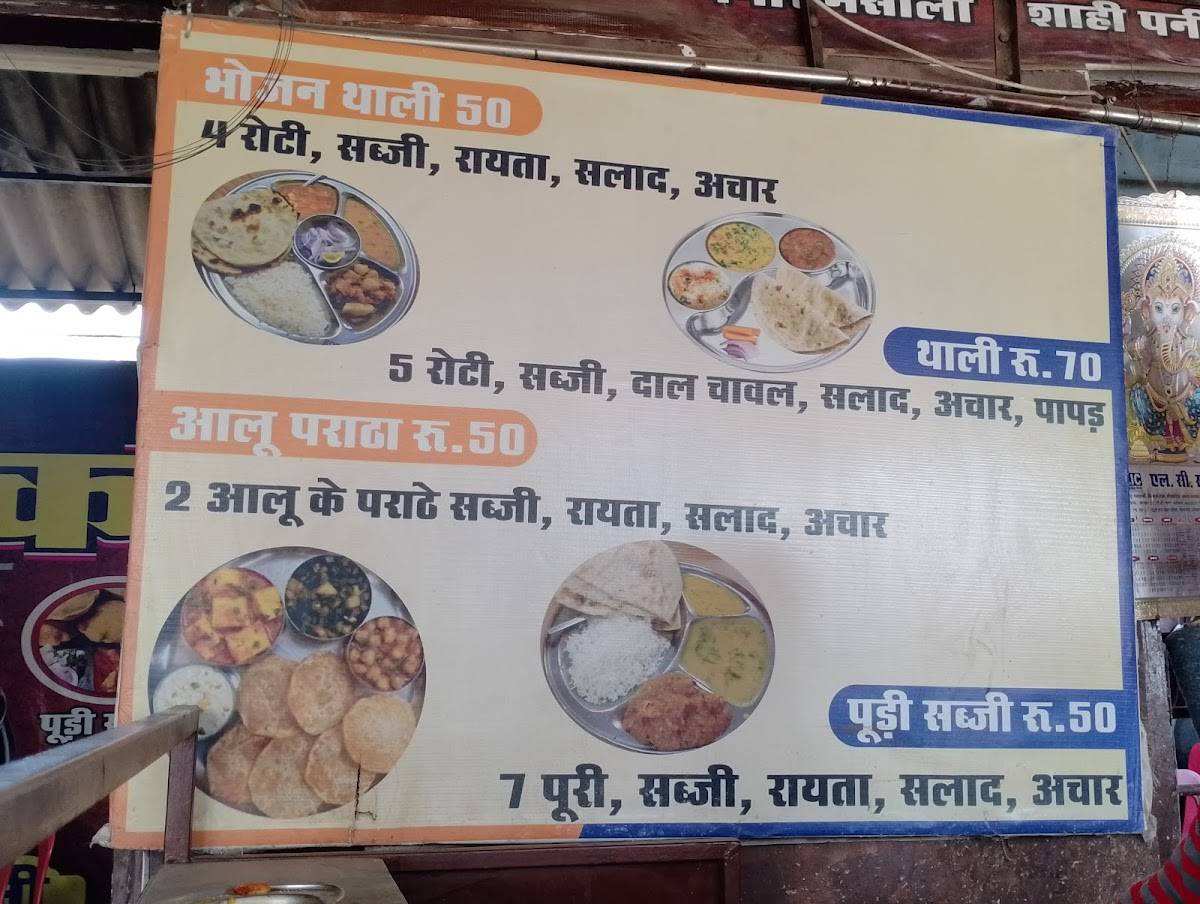 शाही
भोजन थाली 50
4 रोटी, सब्जी, रायता, सलाद, अचार
थाली रू.70
5 रोटी, सब्जी, दाल चावल, सलाद, अचार, पापड़
आलू पराठा रू.50
2 आलू के पराठे सब्जी, रायता, सलाद, अचार
पूड़ी सब्जी रू.50
7 पूरी, सब्जी, रायता, सलाद, अचार
पूड़ी
एल. सी.